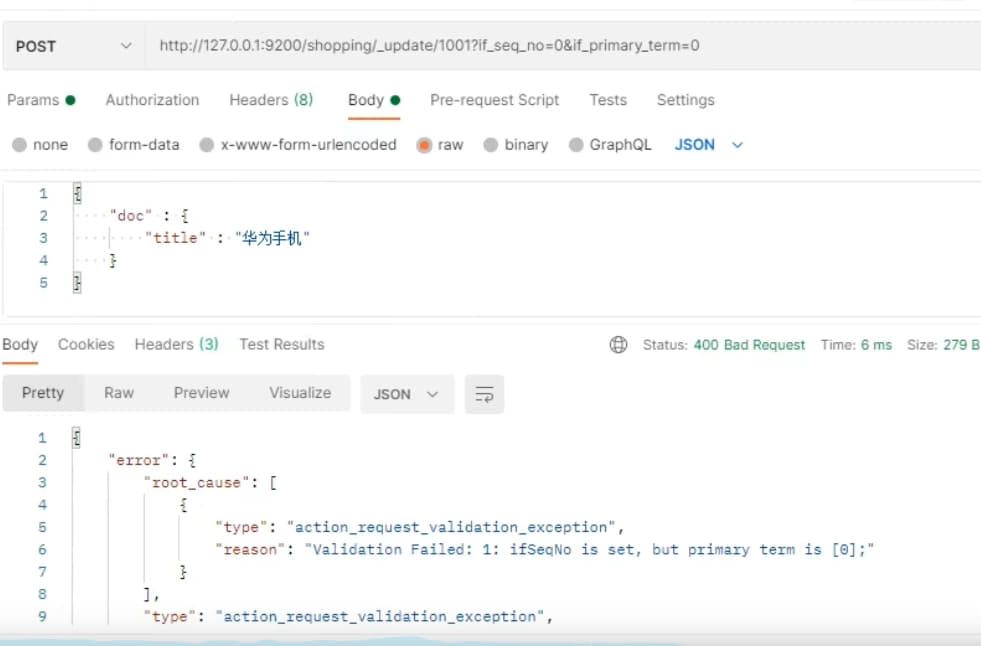 POST http://127.0.0.1:9200/shopping/_update/1001?if_seq_no=0&if_primary_term=0
Params Authorization Headers (8) Body Pre-request Script Tests Settings
none form-data x-www-form-urlencoded raw binary GraphQL JSON
1 {
2 "doc" : {
3 "title" : "华为手机"
4 }
5 }
Body Cookies Headers (3) Test Results Status: 400 Bad Request Time: 6 ms Size: 279 B
Pretty Raw Preview Visualize JSON
1 {
2 "error": {
3 "root_cause": [
4 {
5 "type": "action_request_validation_exception",
6 "reason": "Validation Failed: 1: ifSeqNo is set, but primary term is [0];"
7 }
8 ],
9 "type": "action_request_validation_exception",